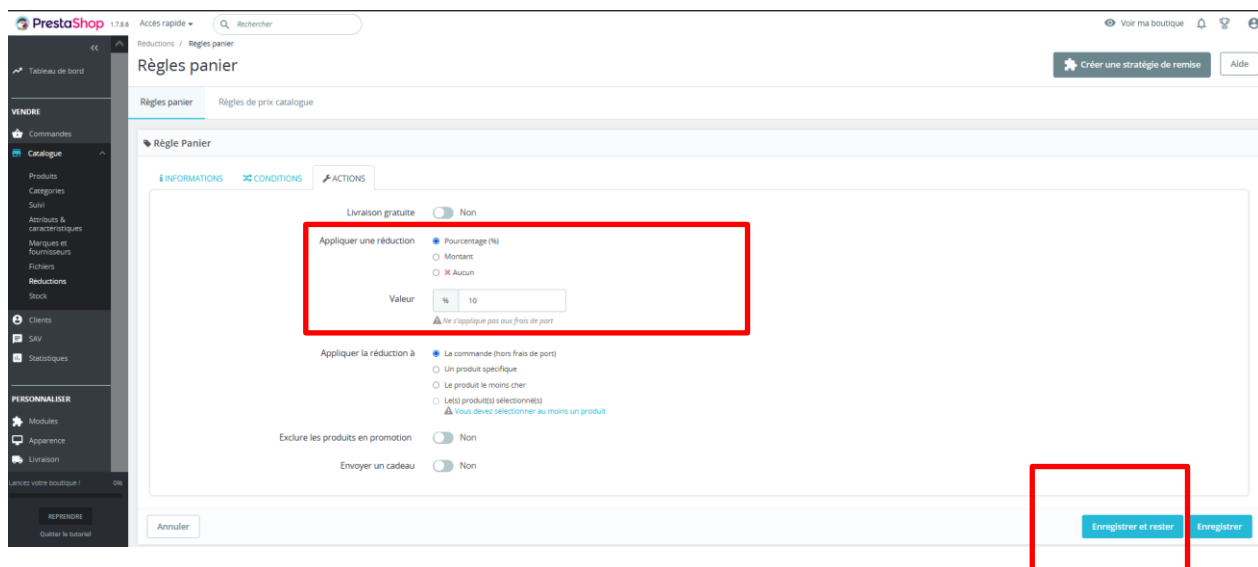 PrestaShop 1.7.8.6 Accès rapide Rechercher Voir ma boutique
Réductions / Règles panier
Règles panier
Créer une stratégie de remise
Aide
Tableau de bord
Règles panier Règles de prix catalogue
VENDRE
Commandes
Catalogue
Produits
Catégories
Suivi
Attributs &
caractéristiques
Marques et
fournisseurs
Fichiers
Réductions
Stock
Clients
SAV
Statistiques
PERSONNALISER
Modules
Apparence
Livraison
Lancez votre boutique ! 0%
REPRENDRE
Quitter le tutoriel
Règle Panier
INFORMATIONS CONDITIONS ACTIONS
Livraison gratuite Non
Appliquer une réduction Pourcentage (%)
Montant
Aucun
Valeur % 10
Ne s'applique pas aux frais de port
Appliquer la réduction à La commande (hors frais de port)
Un produit spécifique
Le produit le moins cher
Le(s) produit(s) sélectionné(s)
Vous devez sélectionner au moins un produit
Exclure les produits en promotion Non
Envoyer un cadeau Non
Annuler Enregistrer et rester Enregistrer